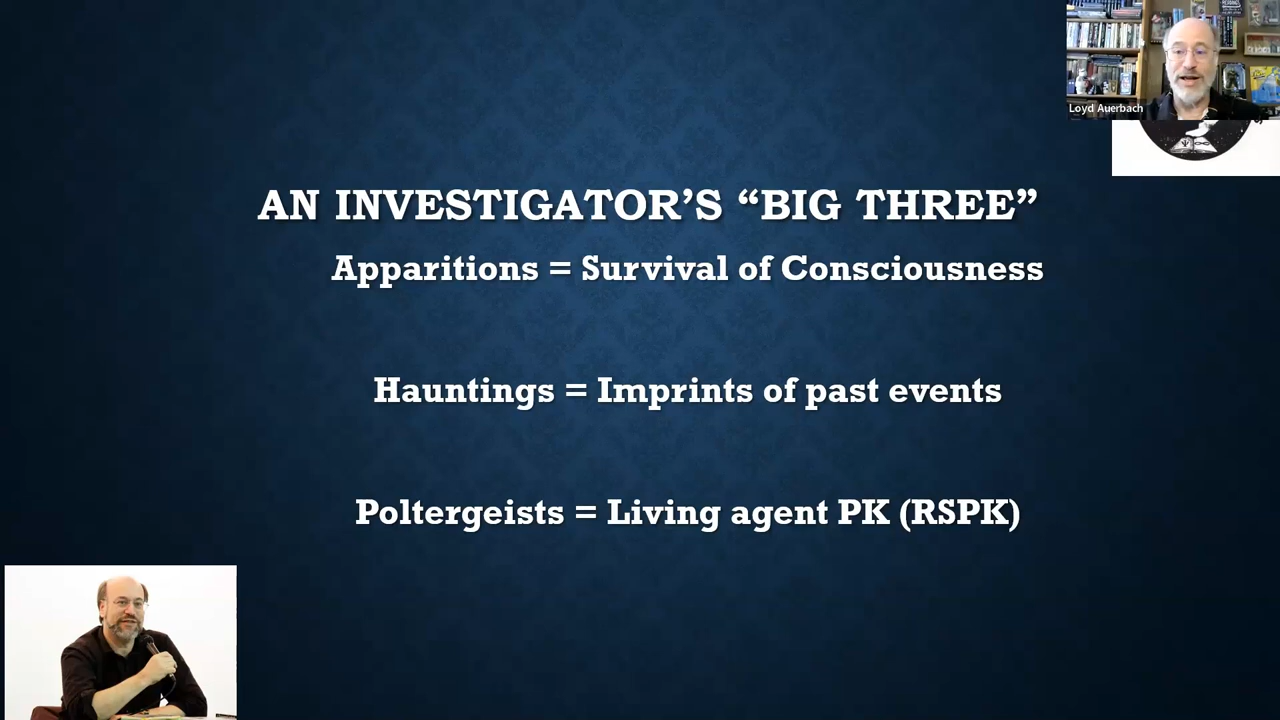 Loyd Auerbach
AN INVESTIGATOR’S “BIG THREE”
Apparitions = Survival of Consciousness
Hauntings = Imprints of past events
Poltergeists = Living agent PK (RSPK)